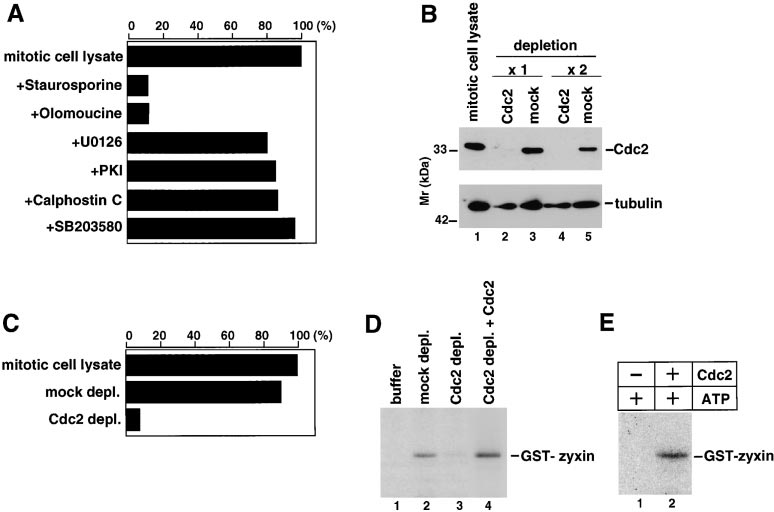 A
0 20 40 60 80 100 (%)
mitotic cell lysate
+Staurosporine
+Olomoucine
+U0126
+PKI
+Calphostin C
+SB203580
B
mitotic cell lysate
depletion
x 1 x 2
Cdc2 mock Cdc2 mock
33
Cdc2
Mr (kDa)
tubulin
42
1 2 3 4 5
C
0 20 40 60 80 100 (%)
mitotic cell lysate
mock depl.
Cdc2 depl.
D
buffer
mock depl.
Cdc2 depl.
Cdc2 depl. + Cdc2
GST- zyxin
1 2 3 4
E
− + Cdc2
+ + ATP
GST-zyxin
1 2